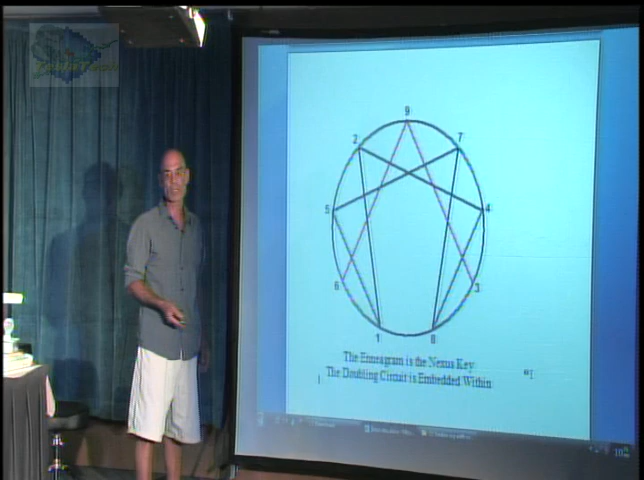 9
2 7
5 4
6 3
1 8
The Enneagram is the Nexus Key
The Doubling Circuit is Embedded Within